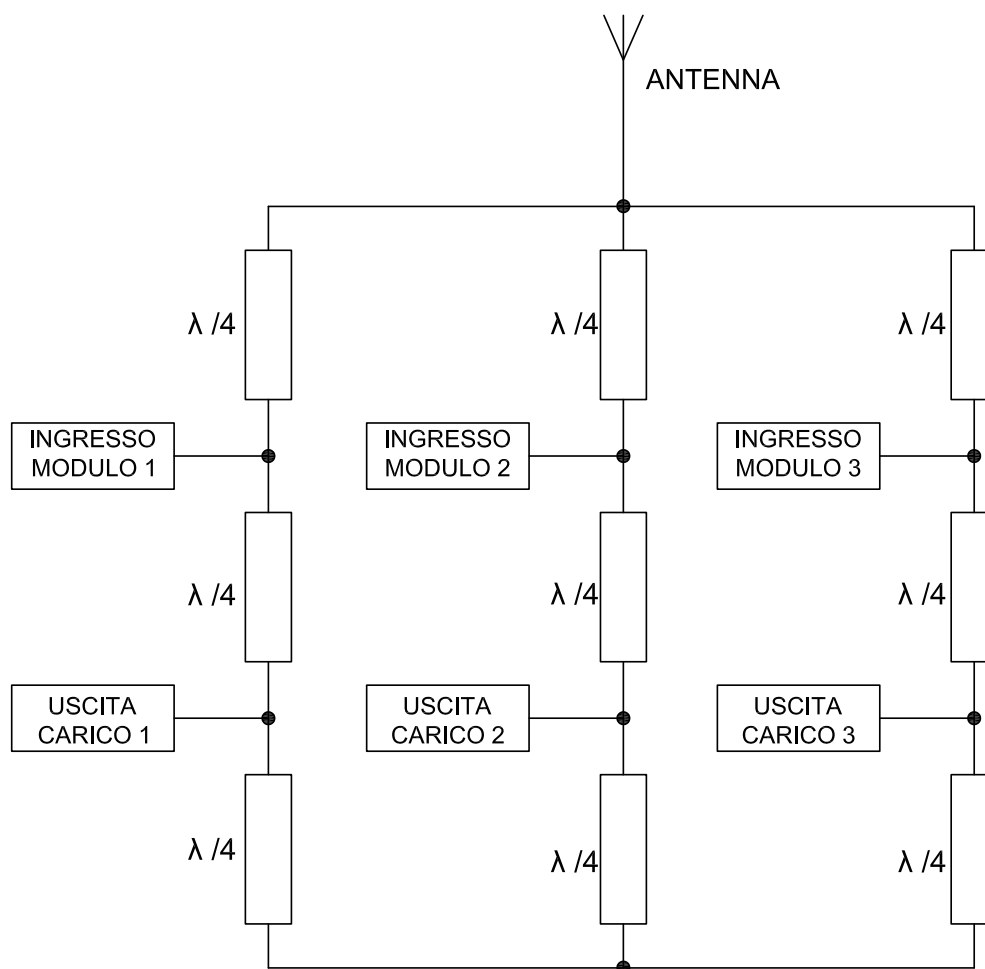 ANTENNA
λ /4
λ /4
λ /4
INGRESSO
MODULO 1
INGRESSO
MODULO 2
INGRESSO
MODULO 3
λ /4
λ /4
λ /4
USCITA
CARICO 1
USCITA
CARICO 2
USCITA
CARICO 3
λ /4
λ /4
λ /4